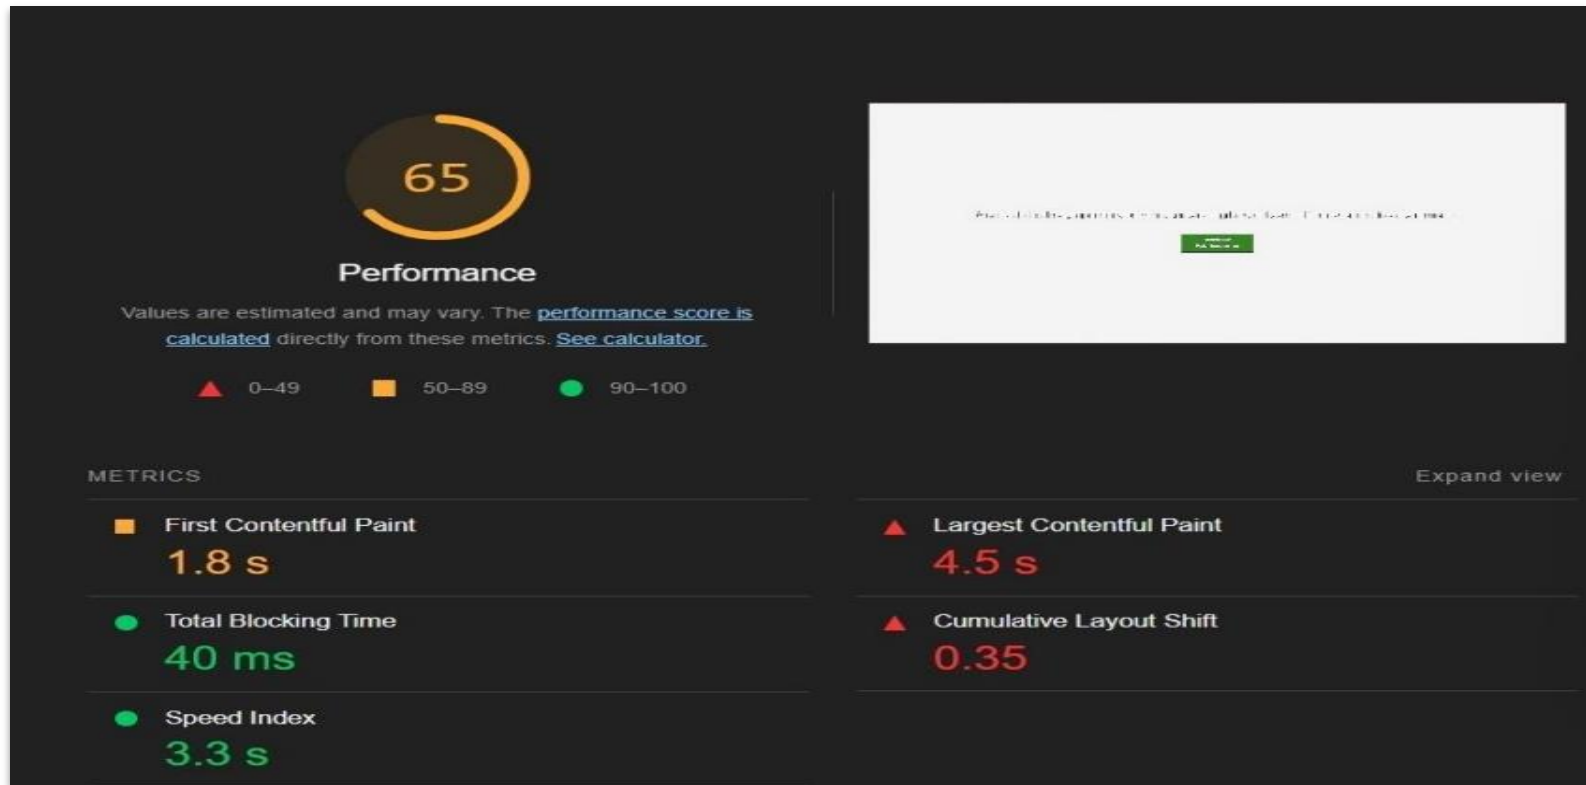 65
Performance
Values are estimated and may vary. The performance score is
calculated directly from these metrics. See calculator.
0–49
50–89
90–100
METRICS
Expand view
First Contentful Paint
1.8 s
Largest Contentful Paint
4.5 s
Total Blocking Time
40 ms
Cumulative Layout Shift
0.35
Speed Index
3.3 s